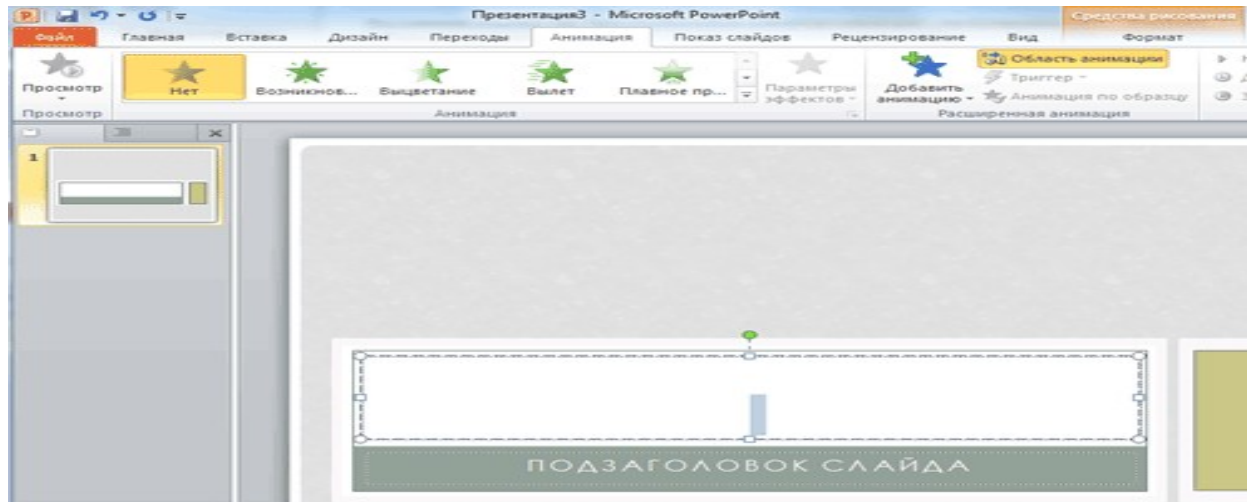 Презентация3 - Microsoft PowerPoint
Средства рисования
Файл Главная Вставка Дизайн Переходы Анимация Показ слайдов Рецензирование Вид Формат
Просмотр
Нет Возникнов... Выцветание Вылет Плавное пр...
Параметры эффектов
Добавить анимацию
Область анимации
Триггер
Анимация по образцу
Просмотр Анимация Расширенная анимация
1
ПОДЗАГОЛОВОК СЛАЙДА